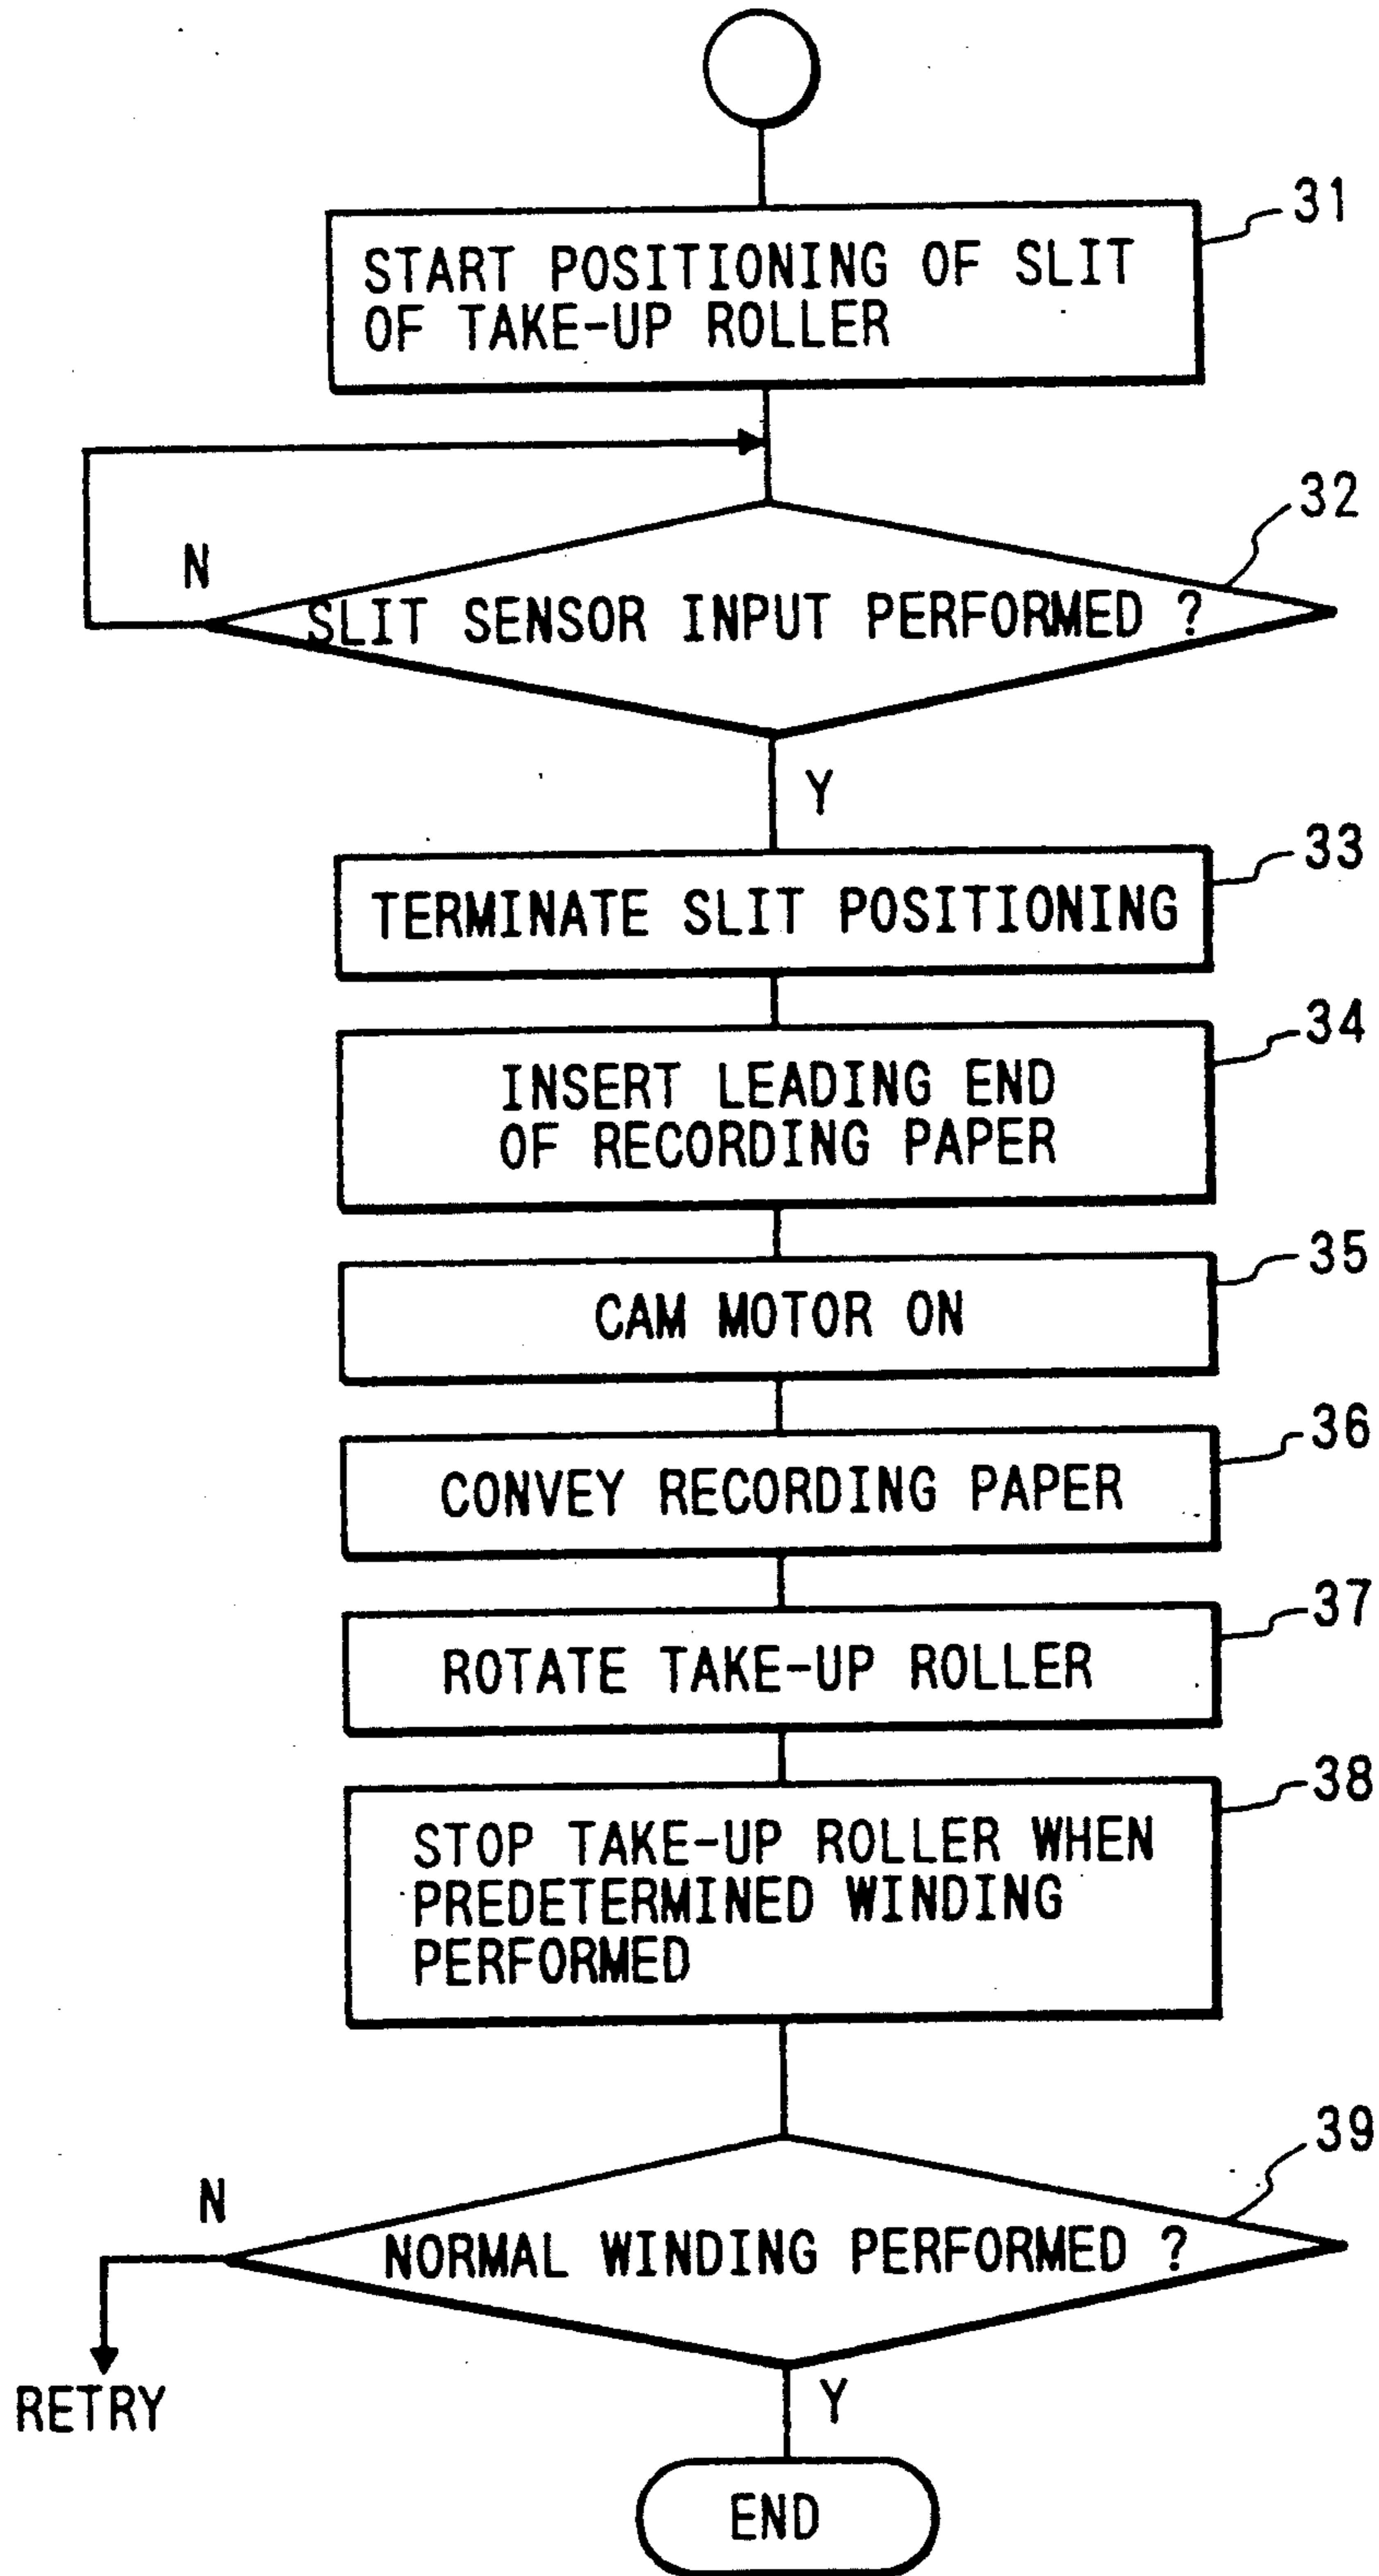 31
START POSITIONING OF SLIT
OF TAKE-UP ROLLER
32
N
SLIT SENSOR INPUT PERFORMED ?
Y
33
TERMINATE SLIT POSITIONING
34
INSERT LEADING END
OF RECORDING PAPER
35
CAM MOTOR ON
36
CONVEY RECORDING PAPER
37
ROTATE TAKE-UP ROLLER
38
STOP TAKE-UP ROLLER WHEN
PREDETERMINED WINDING
PERFORMED
39
N
NORMAL WINDING PERFORMED ?
RETRY
Y
END